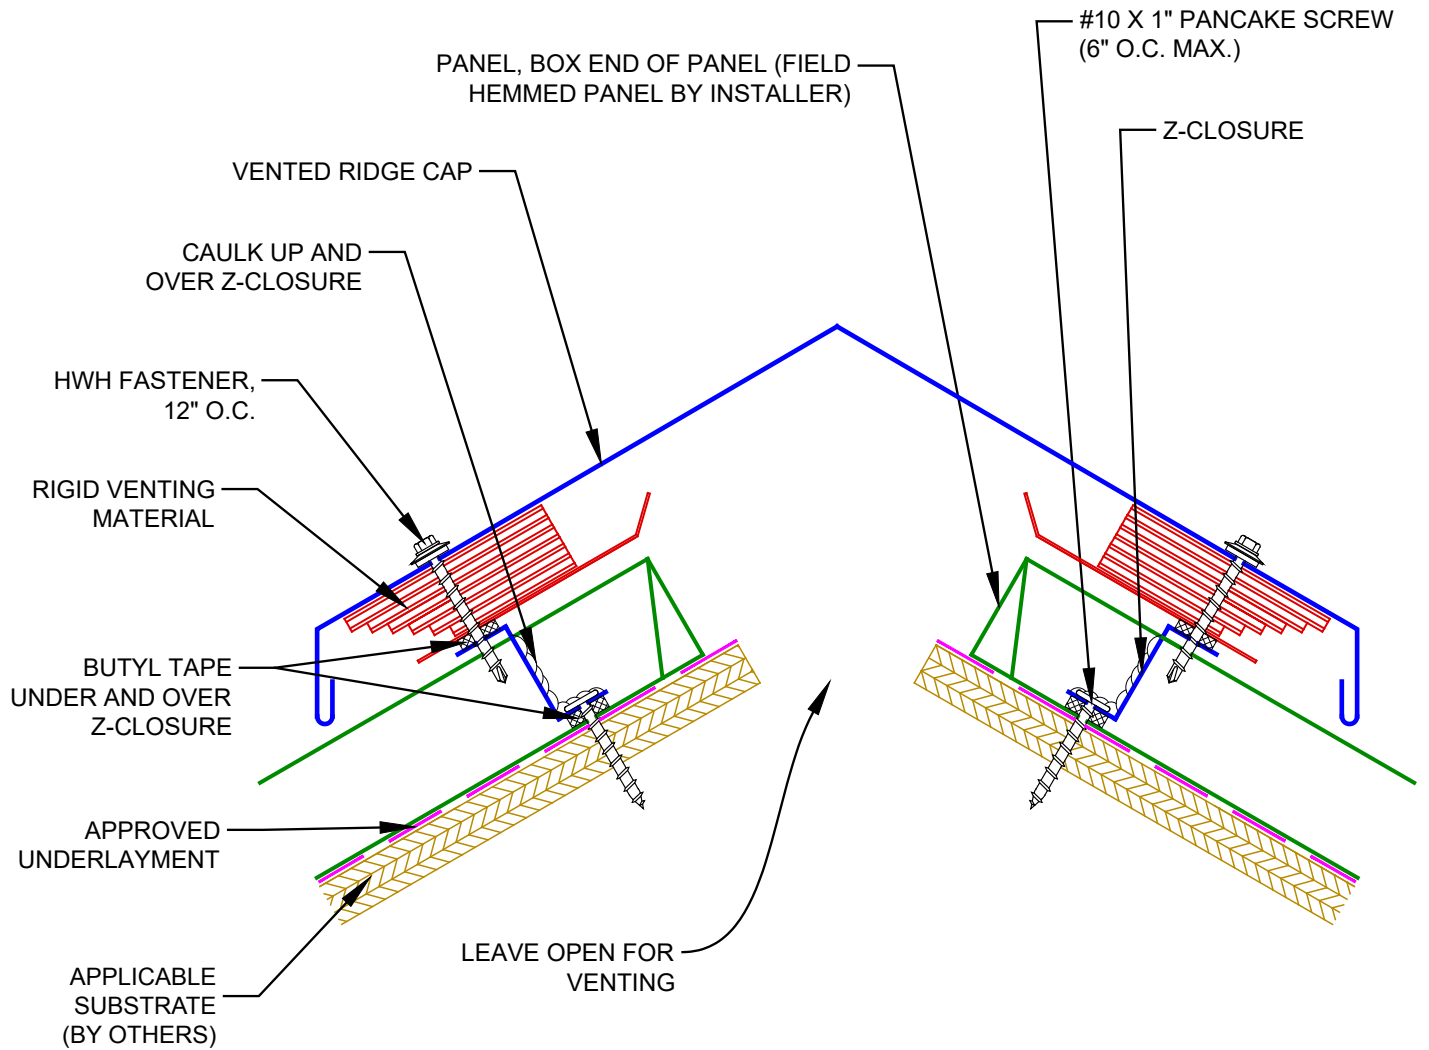 #10 X 1" PANCAKE SCREW
(6" O.C. MAX.)
PANEL, BOX END OF PANEL (FIELD
HEMMED PANEL BY INSTALLER)
Z-CLOSURE
VENTED RIDGE CAP
CAULK UP AND
OVER Z-CLOSURE
HWH FASTENER,
12" O.C.
RIGID VENTING
MATERIAL
BUTYL TAPE
UNDER AND OVER
Z-CLOSURE
APPROVED
UNDERLAYMENT
LEAVE OPEN FOR
VENTING
APPLICABLE
SUBSTRATE
(BY OTHERS)